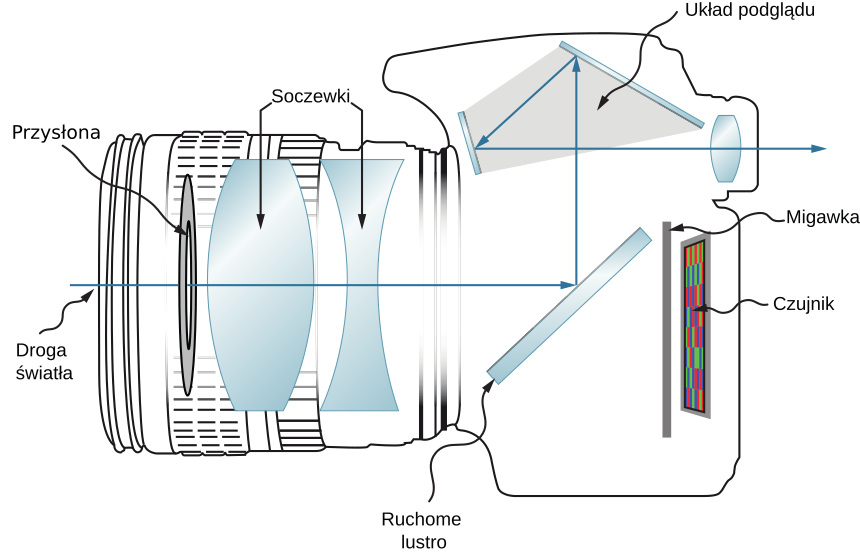 Układ podglądu
Soczewki
Przysłona
Migawka
Czujnik
Droga
światła
Ruchome
lustro